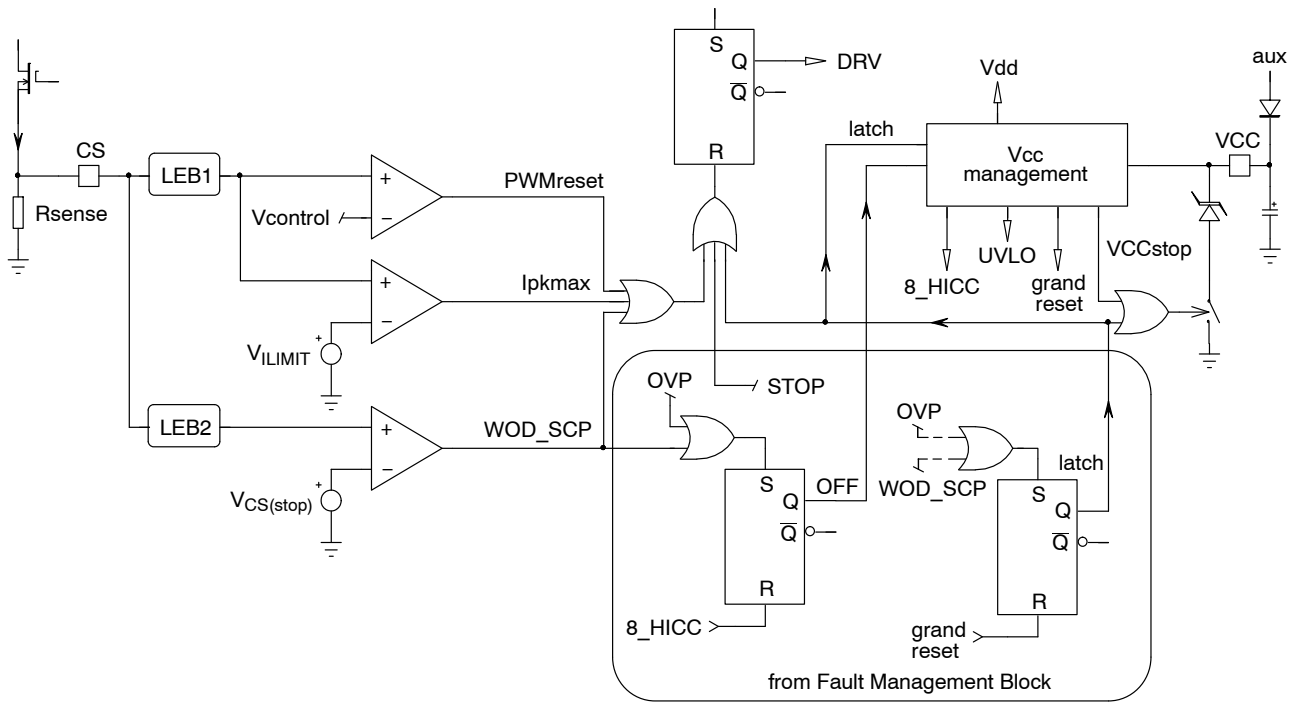 S
Q
DRV
Q
R
aux
Vdd
latch
VCC
Vcc
management
CS
LEB1
Rsense
Vcontrol
+
−
PWMreset
+
−
Ipkmax
VILIMIT
+
8_HICC
UVLO
grand
reset
VCCstop
+
OVP
STOP
LEB2
+
−
WOD_SCP
VCS(stop)
+
S
Q
OFF
Q
R
8_HICC
OVP
WOD_SCP
latch
S
Q
Q
R
grand
reset
from Fault Management Block